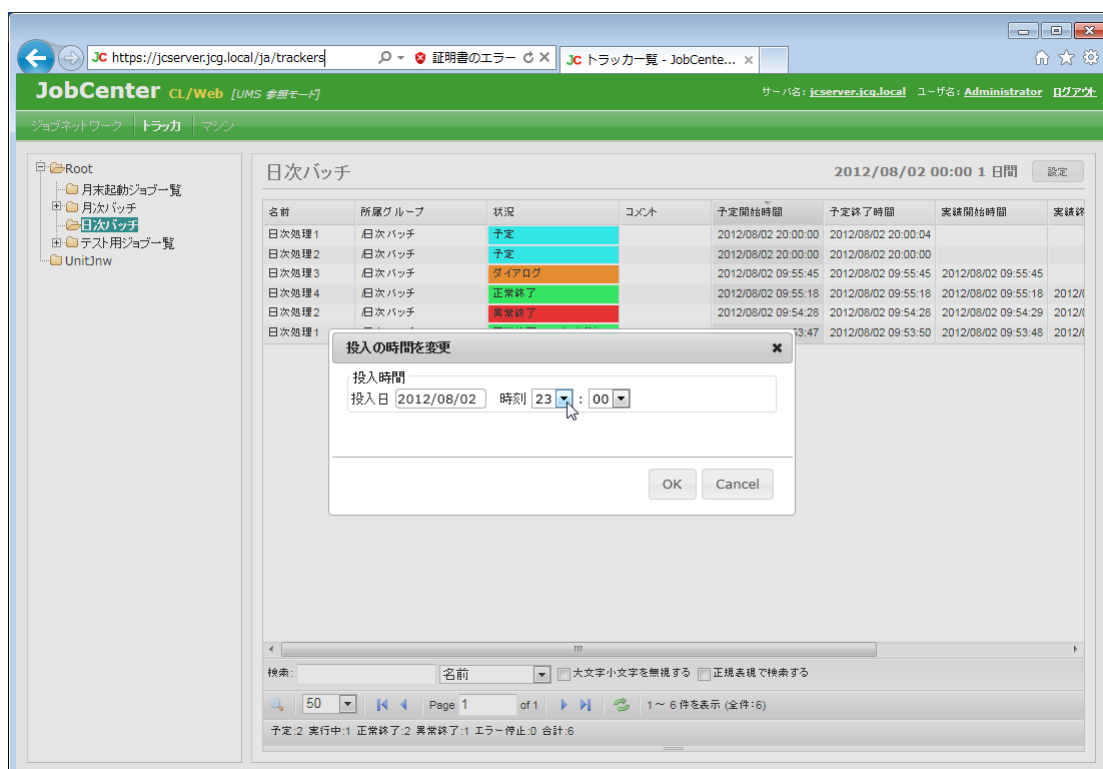 JC https://jcserver.jcg.local/ja/trackers 証明書のエラー JC トラッカ一覧 - JobCente...
JobCenter CL/Web [UMS 参照モード] サーバ名: jcserver.jcg.local ユーザ名: Administrator ログアウト
ジョブネットワーク トラッカ マシン
Root
月末起動ジョブ一覧
月次バッチ
日次バッチ
テスト用ジョブ一覧
UnitJnw
日次バッチ 2012/08/02 00:00 1 日間 設定
名前 所属グループ 状況 コメント 予定開始時間 予定終了時間 実績開始時間 実績終
日次処理1 /日次バッチ 予定 2012/08/02 20:00:00 2012/08/02 20:00:04
日次処理2 /日次バッチ 予定 2012/08/02 20:00:00 2012/08/02 20:00:00
日次処理3 /日次バッチ ダイアログ 2012/08/02 09:55:45 2012/08/02 09:55:45 2012/08/02 09:55:45
日次処理4 /日次バッチ 正常終了 2012/08/02 09:55:18 2012/08/02 09:55:18 2012/08/02 09:55:18 2012/0
日次処理2 /日次バッチ 異常終了 2012/08/02 09:54:28 2012/08/02 09:54:28 2012/08/02 09:54:29 2012/0
日次処理1 53:47 2012/08/02 09:53:50 2012/08/02 09:53:48 2012/0
投入の時間を変更
投入時間
投入日 2012/08/02 時刻 23 : 00
OK Cancel
検索: 名前 大文字小文字を無視する 正規表現で検索する
50 Page 1 of 1 1 ~ 6 件を表示 (全件:6)
予定:2 実行中:1 正常終了:2 異常終了:1 エラー停止:0 合計:6